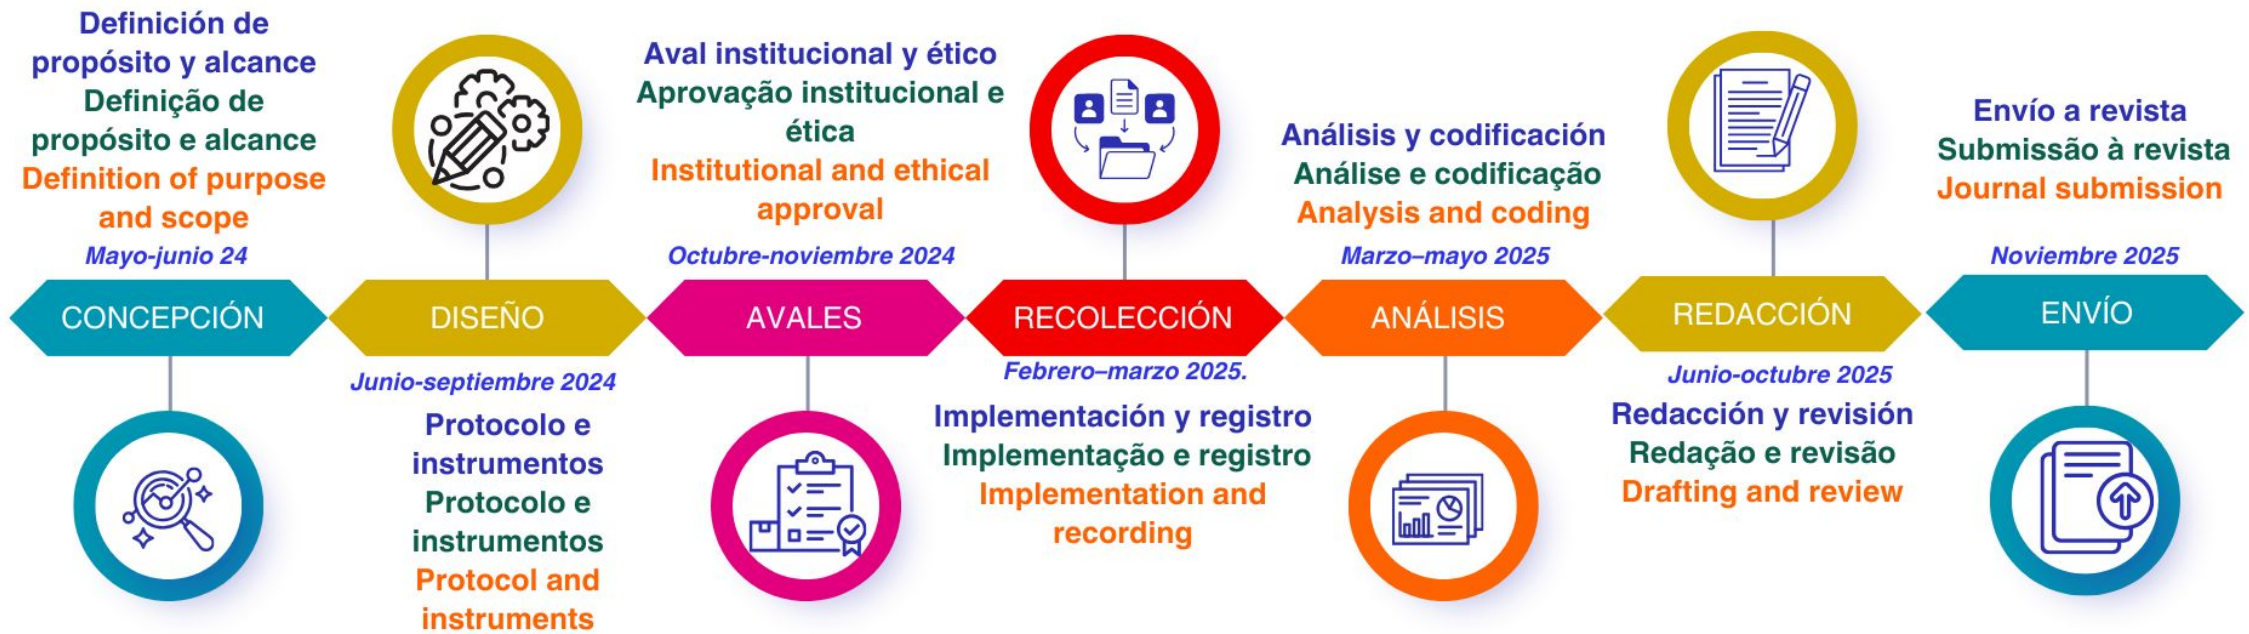 Definición de
propósito y alcance
Definição de
propósito e alcance
Definition of purpose
and scope
Mayo-junio 24
CONCEPCIÓN
DISEÑO
Junio-septiembre 2024
Protocolo e
instrumentos
Protocolo e
instrumentos
Protocol and
instruments
Aval institucional y ético
Aprovação institucional e
ética
Institutional and ethical
approval
Octubre-noviembre 2024
AVALES
RECOLECCIÓN
Febrero–marzo 2025.
Implementación y registro
Implementação e registro
Implementation and
recording
Análisis y codificación
Análise e codificação
Analysis and coding
Marzo–mayo 2025
ANÁLISIS
REDACCIÓN
Junio-octubre 2025
Redacción y revisión
Redação e revisão
Drafting and review
Envío a revista
Submissão à revista
Journal submission
Noviembre 2025
ENVÍO